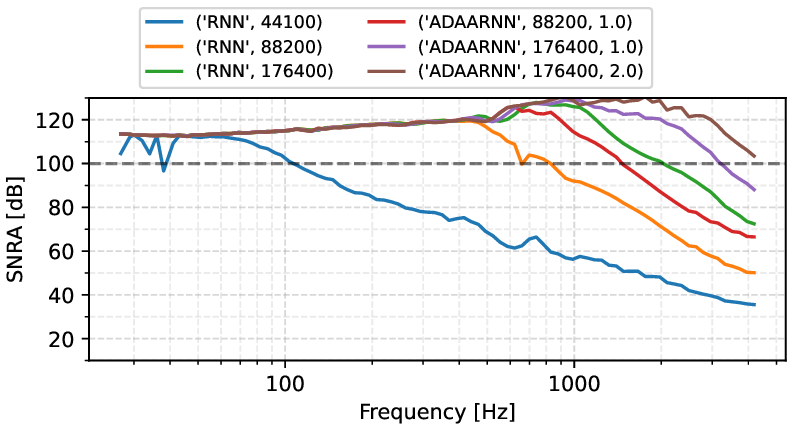 ('RNN', 44100)
('RNN', 88200)
('RNN', 176400)
('ADAARNN', 88200, 1.0)
('ADAARNN', 176400, 1.0)
('ADAARNN', 176400, 2.0)
SNRA [dB]
120
100
80
60
40
20
100
1000
Frequency [Hz]